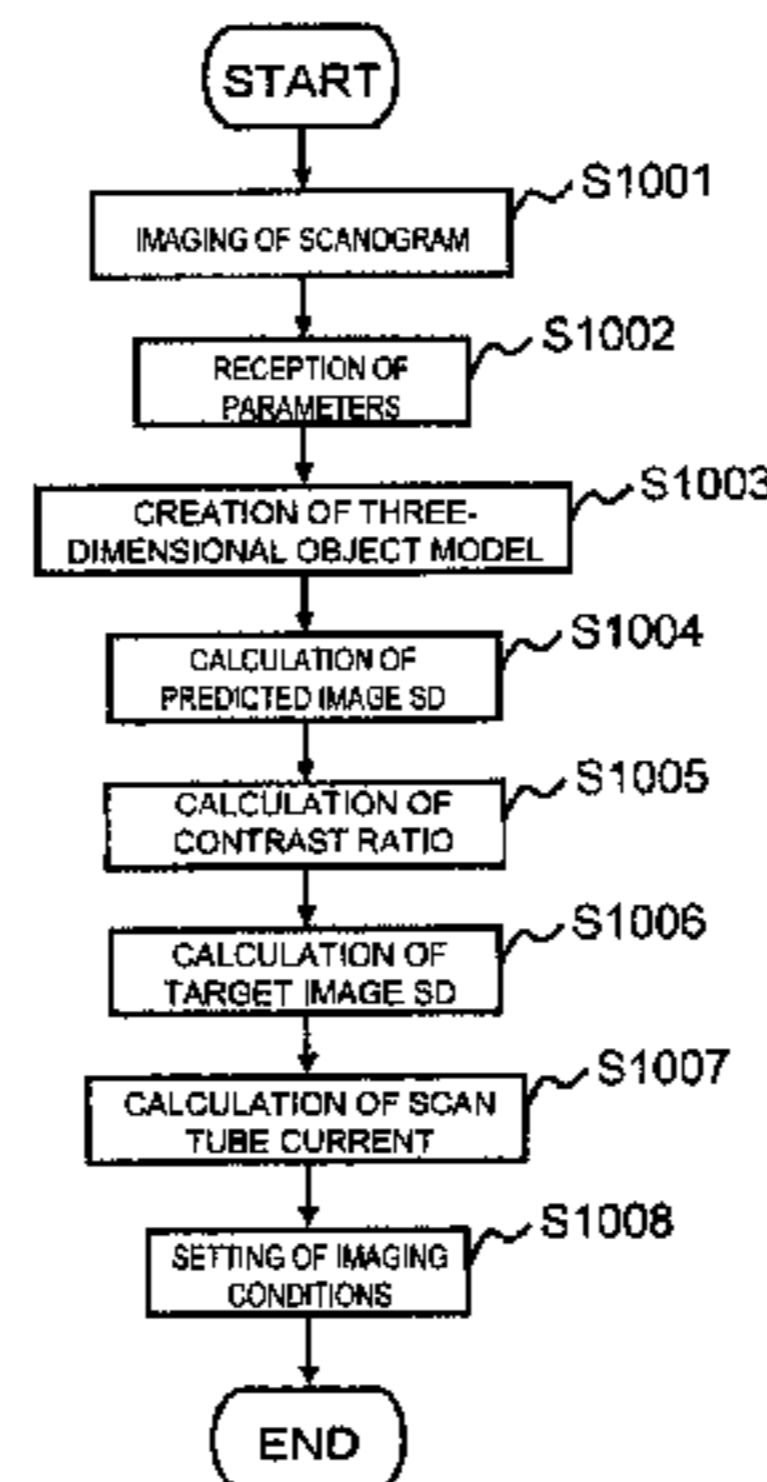 START
S1001
IMAGING OF SCANOGRAM
S1002
RECEPTION OF
PARAMETERS
S1003
CREATION OF THREE-
DIMENSIONAL OBJECT MODEL
S1004
CALCULATION OF
PREDICTED IMAGE SD
S1005
CALCULATION OF
CONTRAST RATIO
S1006
CALCULATION OF
TARGET IMAGE SD
S1007
CALCULATION OF SCAN
TUBE CURRENT
S1008
SETTING OF IMAGING
CONDITIONS
END